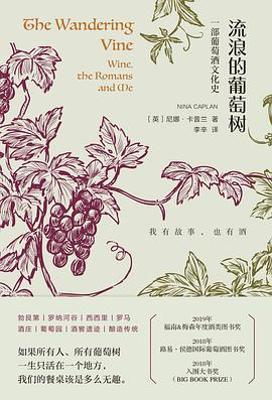 The Wandering
Vine
Wine,
the Romans
and Me
流浪的葡萄树
一部葡萄酒文化史
NINA CAPLAN
[英]尼娜·卡普兰 著
李辛 译
我有故事，也有酒
勃艮第 | 罗纳河谷 | 西西里 | 罗马
酒庄 | 葡萄园 | 酒窖遗迹 | 酿造传统
如果所有人、所有葡萄树
一生只活在一个地方，
我们的餐桌该是多么无趣。
2019年
福南&梅森年度酒类图书奖
2018年
路易·侯德国际葡萄酒图书奖
2018年
入围大书奖
(BIG BOOK PRIZE)